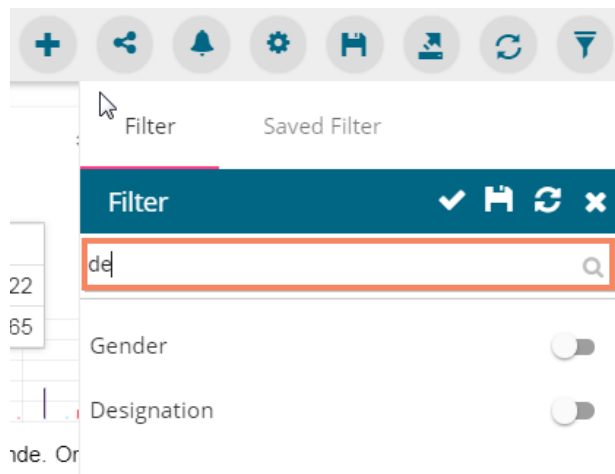 Filter Saved Filter
Filter
de
22
65
Gender
Designation
nde. Or